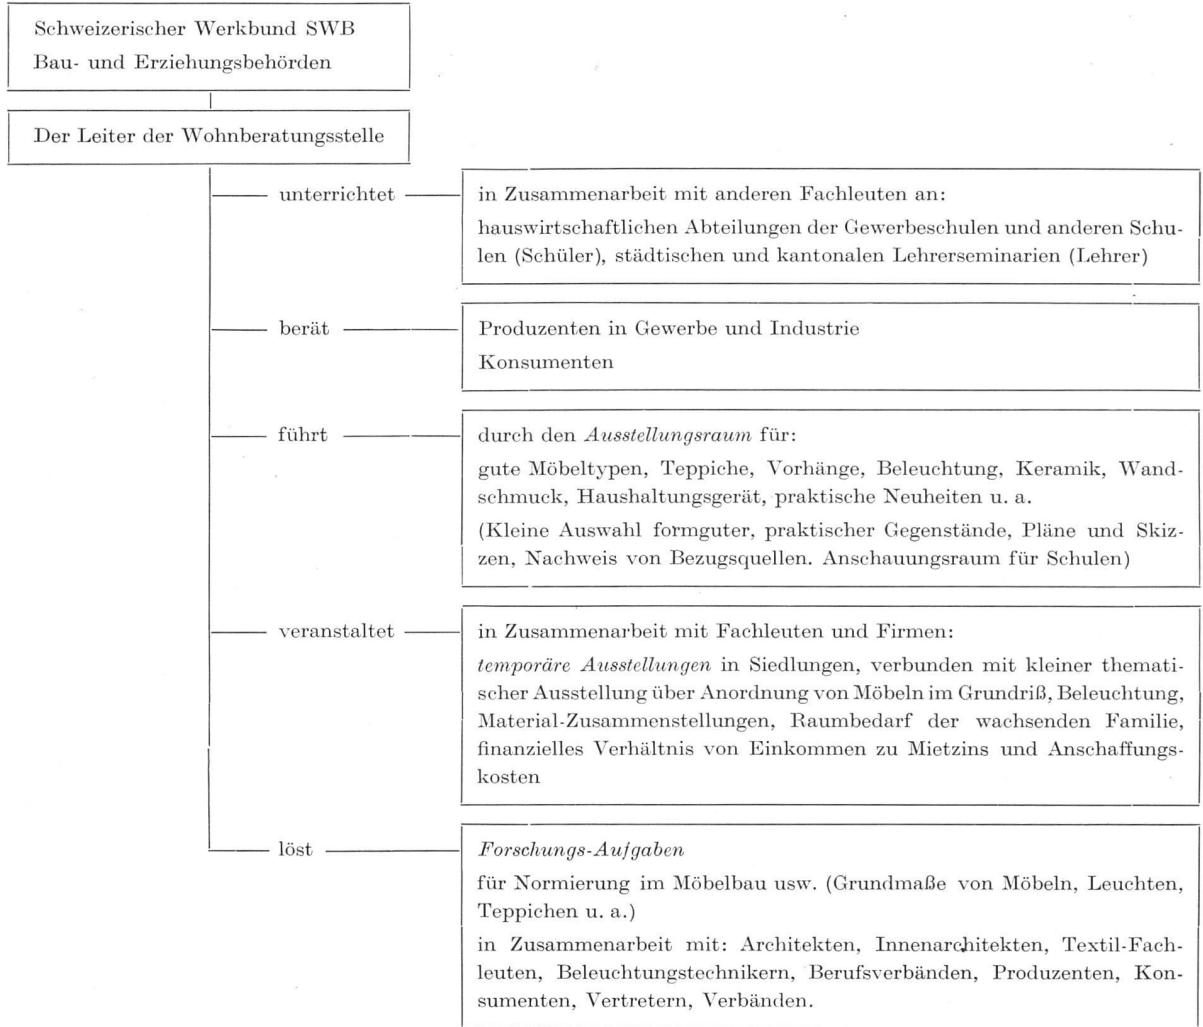 Schweizerischer Werkbund SWB
Bau- und Erziehungsbehörden
Der Leiter der Wohnberatungsstelle
unterrichtet
in Zusammenarbeit mit anderen Fachleuten an:
hauswirtschaftlichen Abteilungen der Gewerbeschulen und anderen Schu-
len (Schüler), städtischen und kantonalen Lehrerseminarien (Lehrer)
berät
Produzenten in Gewerbe und Industrie
Konsumenten
führt
durch den Ausstellungsraum für:
gute Möbeltypen, Teppiche, Vorhänge, Beleuchtung, Keramik, Wand-
schmuck, Haushaltungsgerät, praktische Neuheiten u. a.
(Kleine Auswahl formguter, praktischer Gegenstände, Pläne und Skiz-
zen, Nachweis von Bezugsquellen. Anschauungsraum für Schulen)
veranstaltet
in Zusammenarbeit mit Fachleuten und Firmen:
temporäre Ausstellungen in Siedlungen, verbunden mit kleiner themati-
scher Ausstellung über Anordnung von Möbeln im Grundriß, Beleuchtung,
Material-Zusammenstellungen, Raumbedarf der wachsenden Familie,
finanzielles Verhältnis von Einkommen zu Mietzins und Anschaffungs-
kosten
löst
Forschungs-Aufgaben
für Normierung im Möbelbau usw. (Grundmaße von Möbeln, Leuchten,
Teppichen u. a.)
in Zusammenarbeit mit: Architekten, Innenarchitekten, Textil-Fach-
leuten, Beleuchtungstechnikern, Berufsverbänden, Produzenten, Kon-
sumenten, Vertretern, Verbänden.